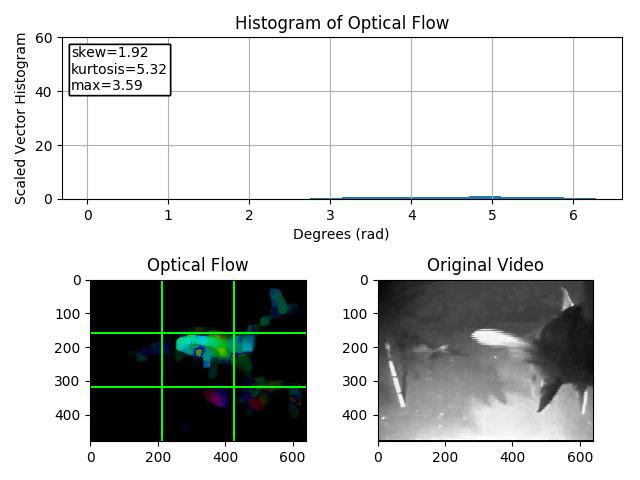 Histogram of Optical Flow
skew=1.92
kurtosis=5.32
max=3.59
Scaled Vector Histogram
60
40
20
0
0 1 2 3 4 5 6
Degrees (rad)
Optical Flow
0
100
200
300
400
0 200 400 600
Original Video
0
100
200
300
400
0 200 400 600